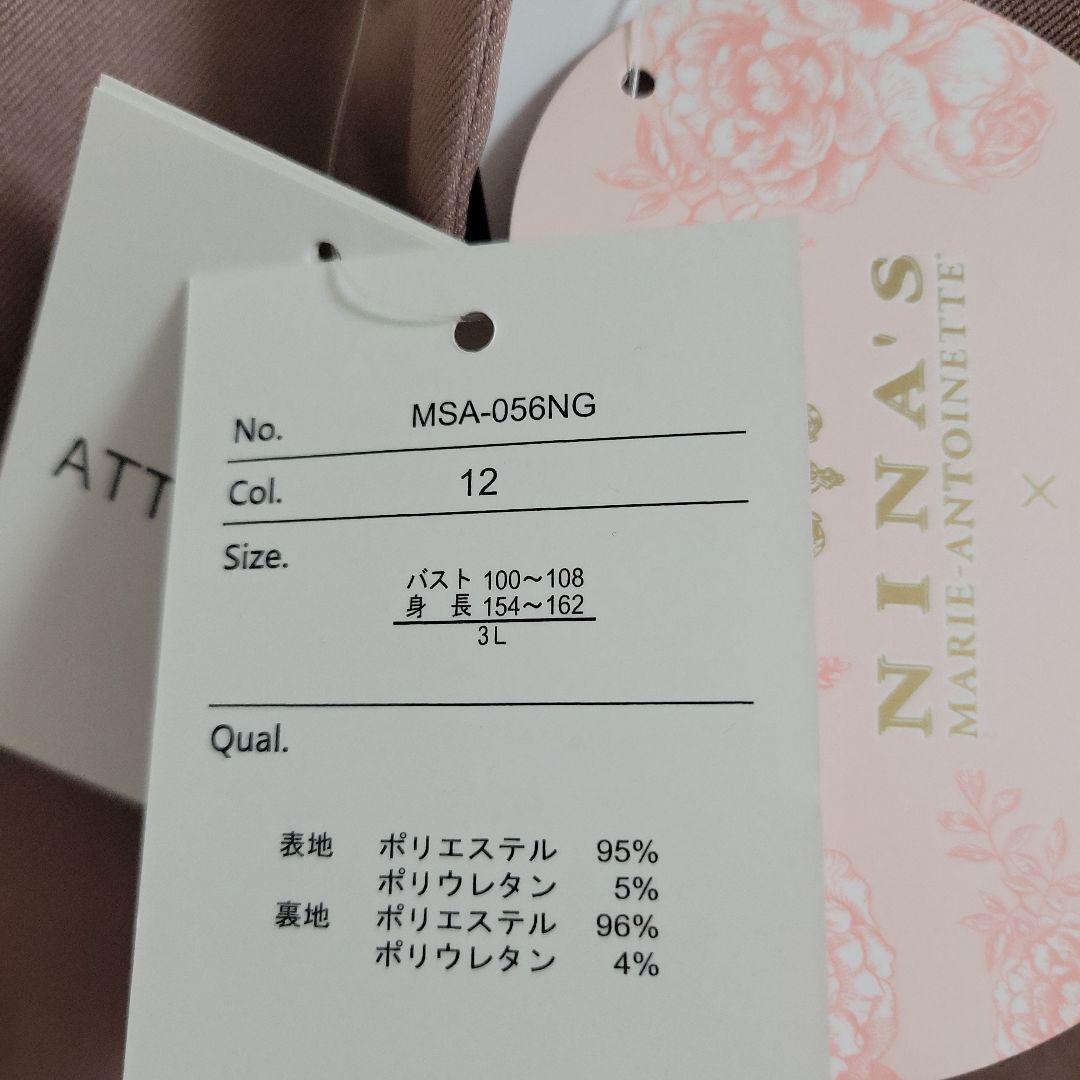 ATT
No. MSA-056NG
Col. 12
Size.
バスト 100～108
身 長 154～162
3L
Qual.
表地 ポリエステル 95%
ポリウレタン 5%
裏地 ポリエステル 96%
ポリウレタン 4%
NINA'S
MARIE-ANTOINETTE®
×